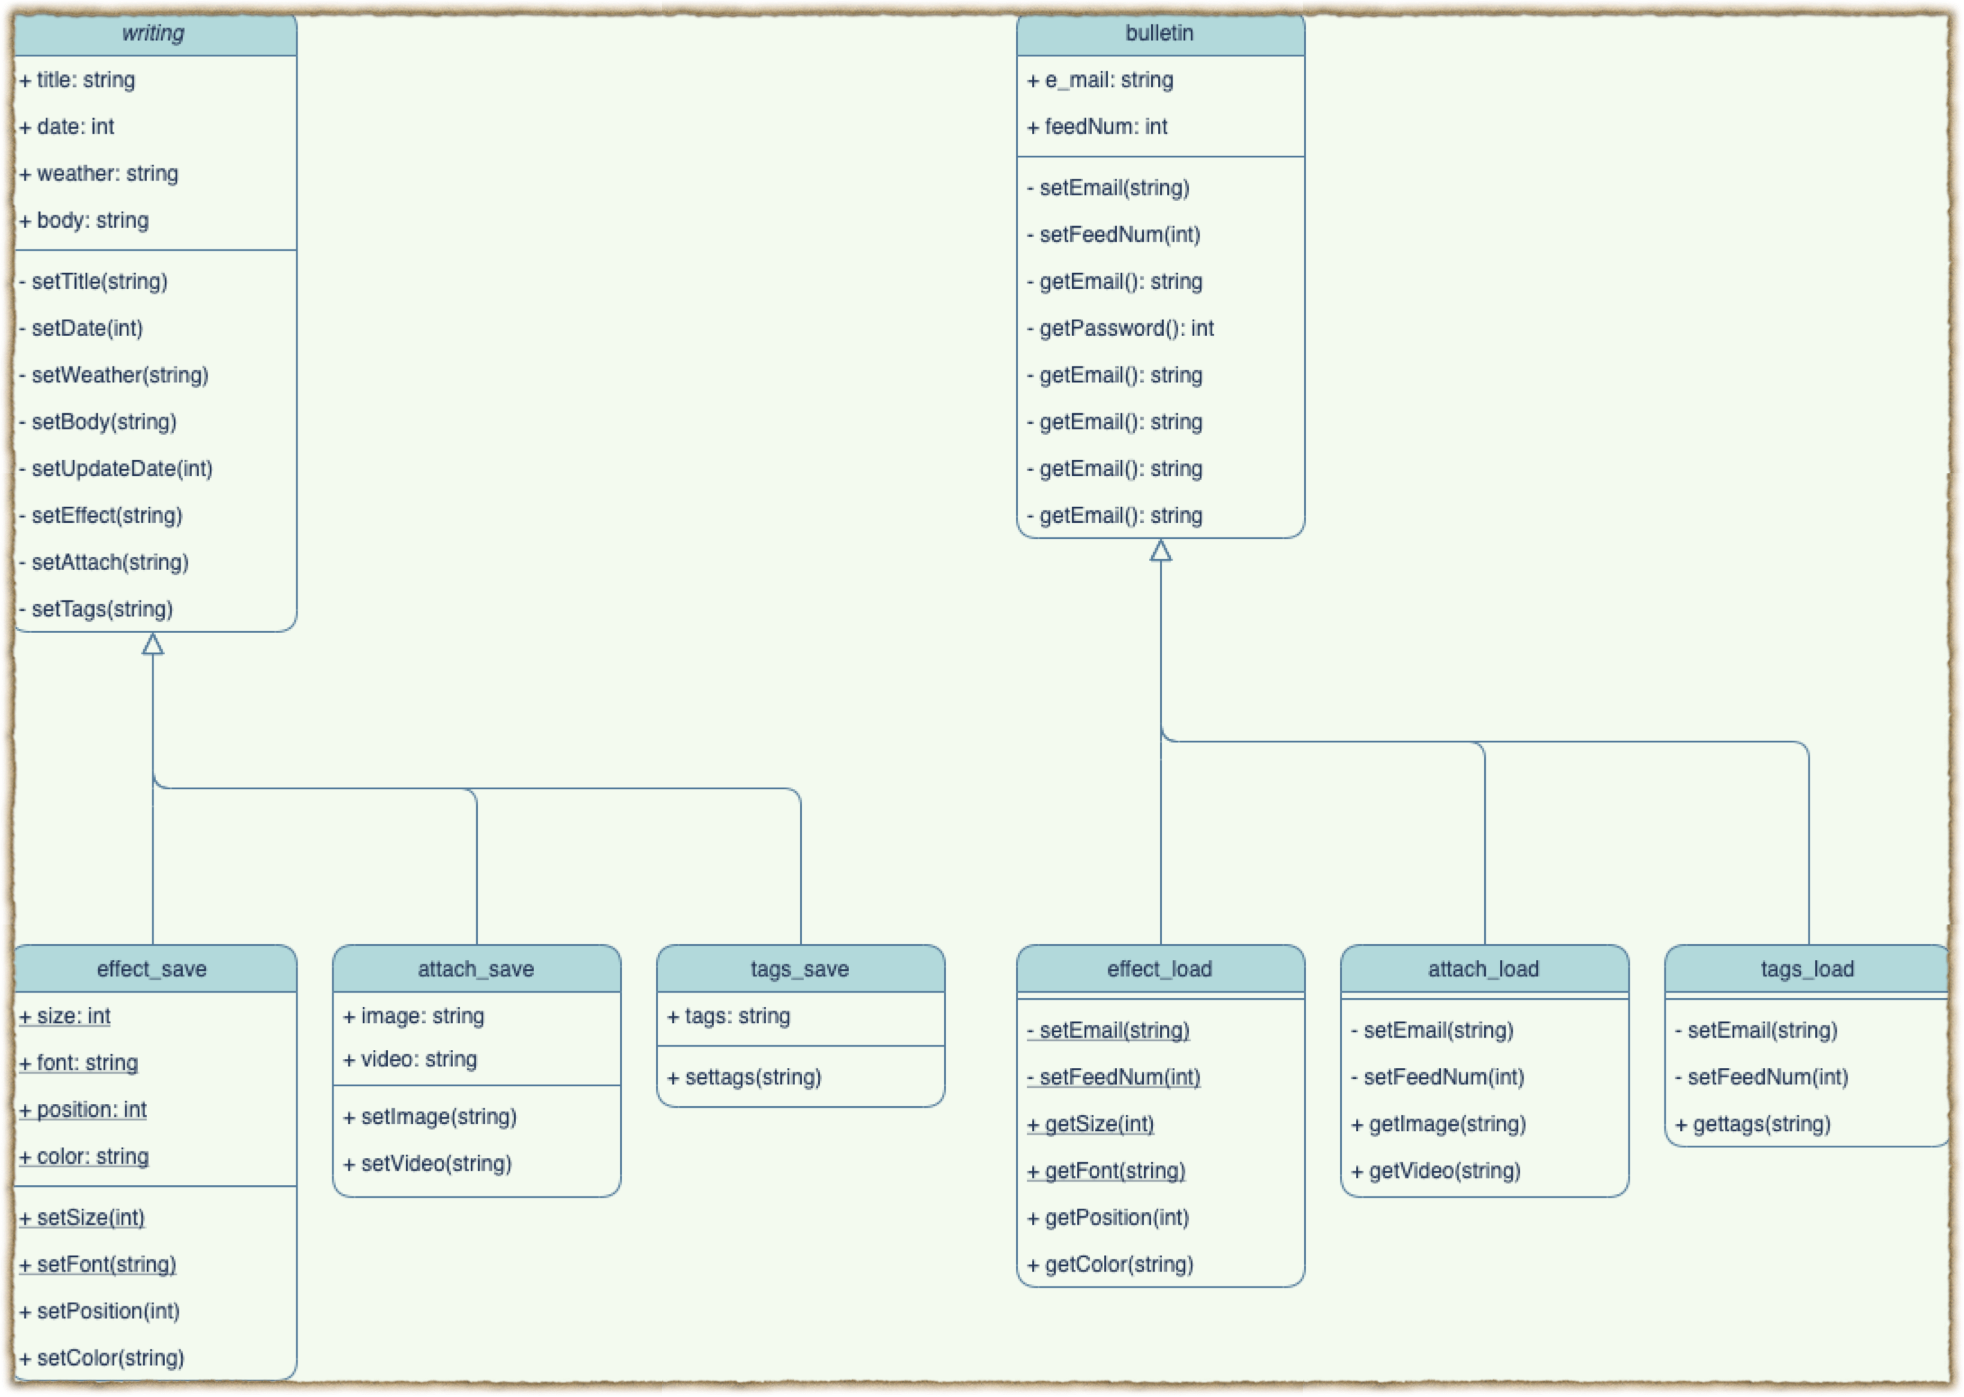 writing
+ title: string
+ date: int
+ weather: string
+ body: string
- setTitle(string)
- setDate(int)
- setWeather(string)
- setBody(string)
- setUpdateDate(int)
- setEffect(string)
- setAttach(string)
- setTags(string)
bulletin
+ e_mail: string
+ feedNum: int
- setEmail(string)
- setFeedNum(int)
- getEmail(): string
- getPassword(): int
- getEmail(): string
- getEmail(): string
- getEmail(): string
- getEmail(): string
effect_save
+ size: int
+ font: string
+ position: int
+ color: string
+ setSize(int)
+ setFont(string)
+ setPosition(int)
+ setColor(string)
attach_save
+ image: string
+ video: string
+ setImage(string)
+ setVideo(string)
tags_save
+ tags: string
+ settags(string)
effect_load
- setEmail(string)
- setFeedNum(int)
+ getSize(int)
+ getFont(string)
+ getPosition(int)
+ getColor(string)
attach_load
- setEmail(string)
- setFeedNum(int)
+ getImage(string)
+ getVideo(string)
tags_load
- setEmail(string)
- setFeedNum(int)
+ gettags(string)